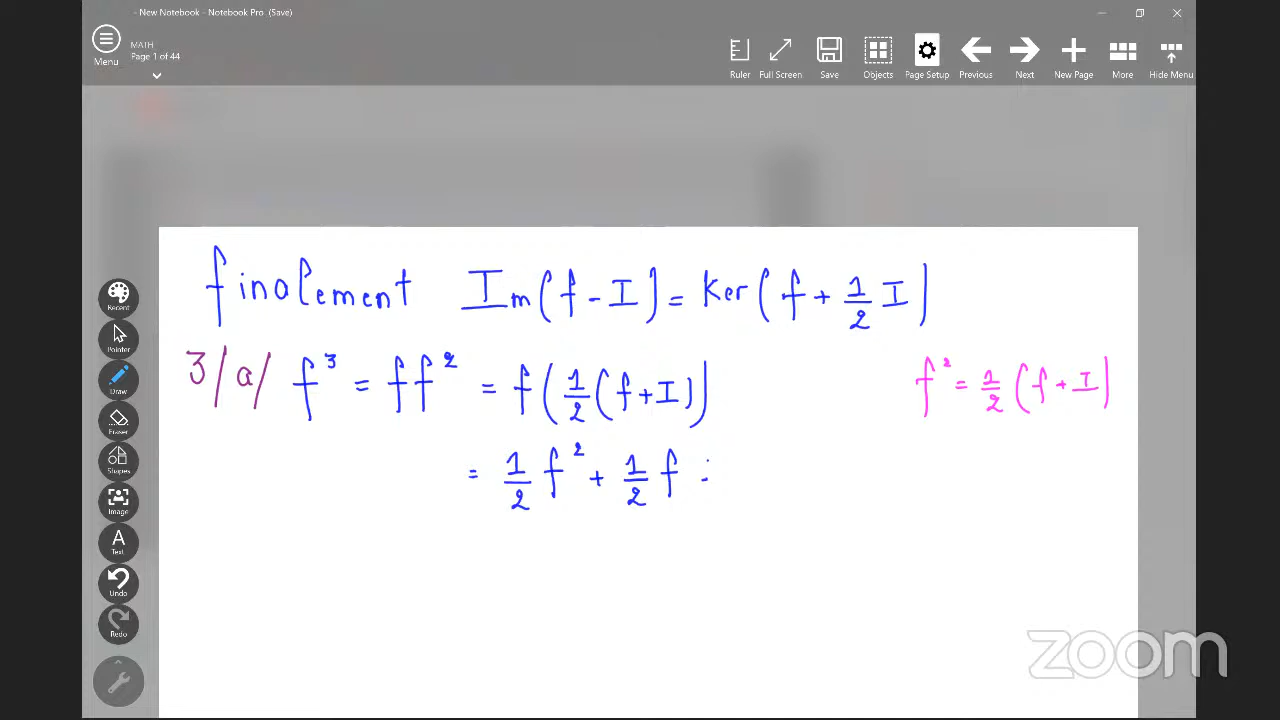 - New Notebook - Notebook Pro (Save)
Menu
MATH
Page 1 of 44
Ruler
Full Screen
Save
Objects
Page Setup
Previous
Next
New Page
More
Hide Menu
Recent
Pointer
Draw
Eraser
Shapes
Image
A
Text
Undo
Redo
finalement Im(f - I) = Ker(f + 1/2 I)
3/a/ f³ = ff² = f(1/2 (f+I))
f² = 1/2 (f+I)
= 1/2 f² + 1/2 f =
zoom